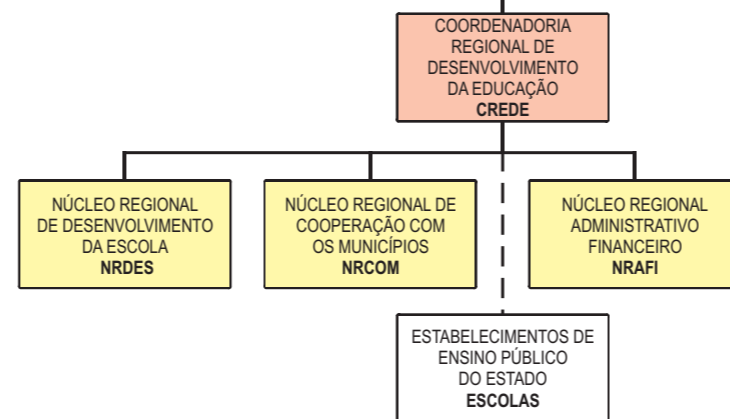 COORDENADORIA
REGIONAL DE
DESENVOLVIMENTO
DA EDUCAÇÃO
CREDE
NÚCLEO REGIONAL
DE DESENVOLVIMENTO
DA ESCOLA
NRDES
NÚCLEO REGIONAL DE
COOPERAÇÃO COM
OS MUNICÍPIOS
NRCOM
NÚCLEO REGIONAL
ADMINISTRATIVO
FINANCEIRO
NRAFI
ESTABELECIMENTOS DE
ENSINO PÚBLICO
DO ESTADO
ESCOLAS